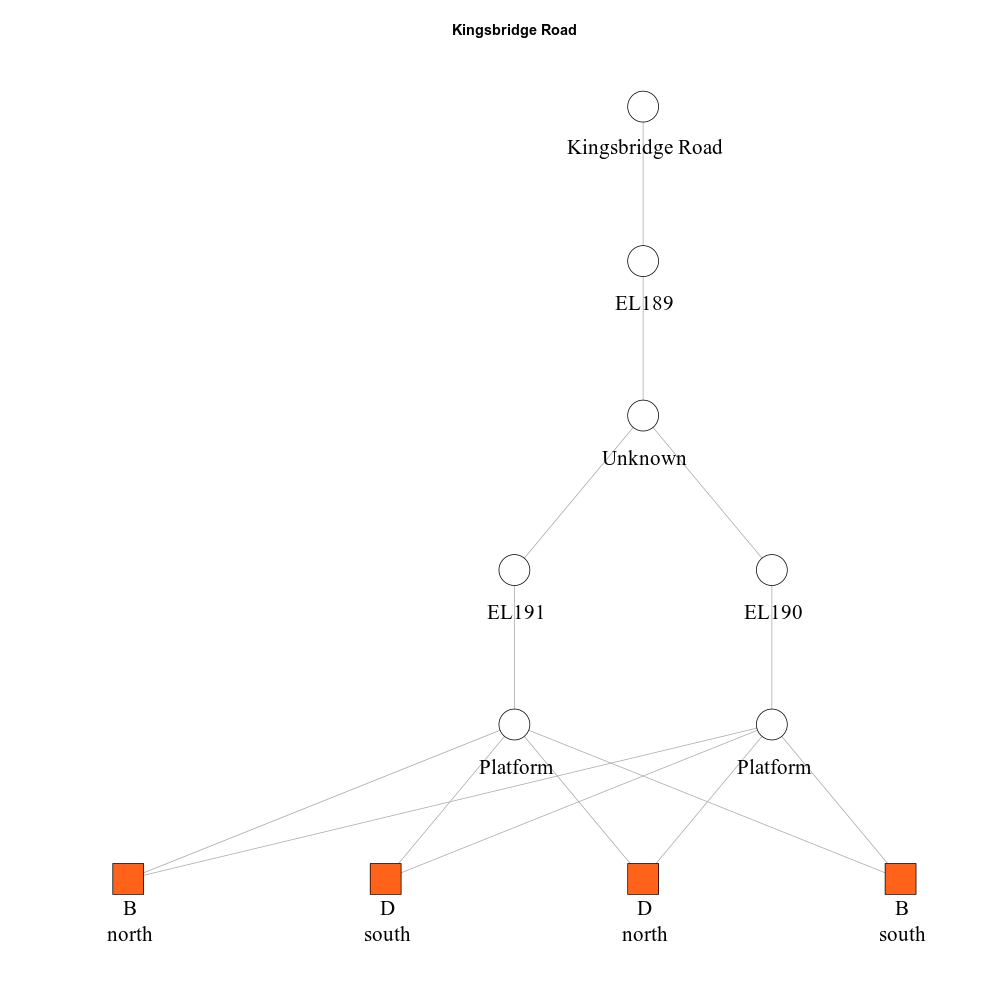 Kingsbridge Road
Kingsbridge Road
EL189
Unknown
EL191
EL190
Platform
Platform
B
north
D
south
D
north
B
south